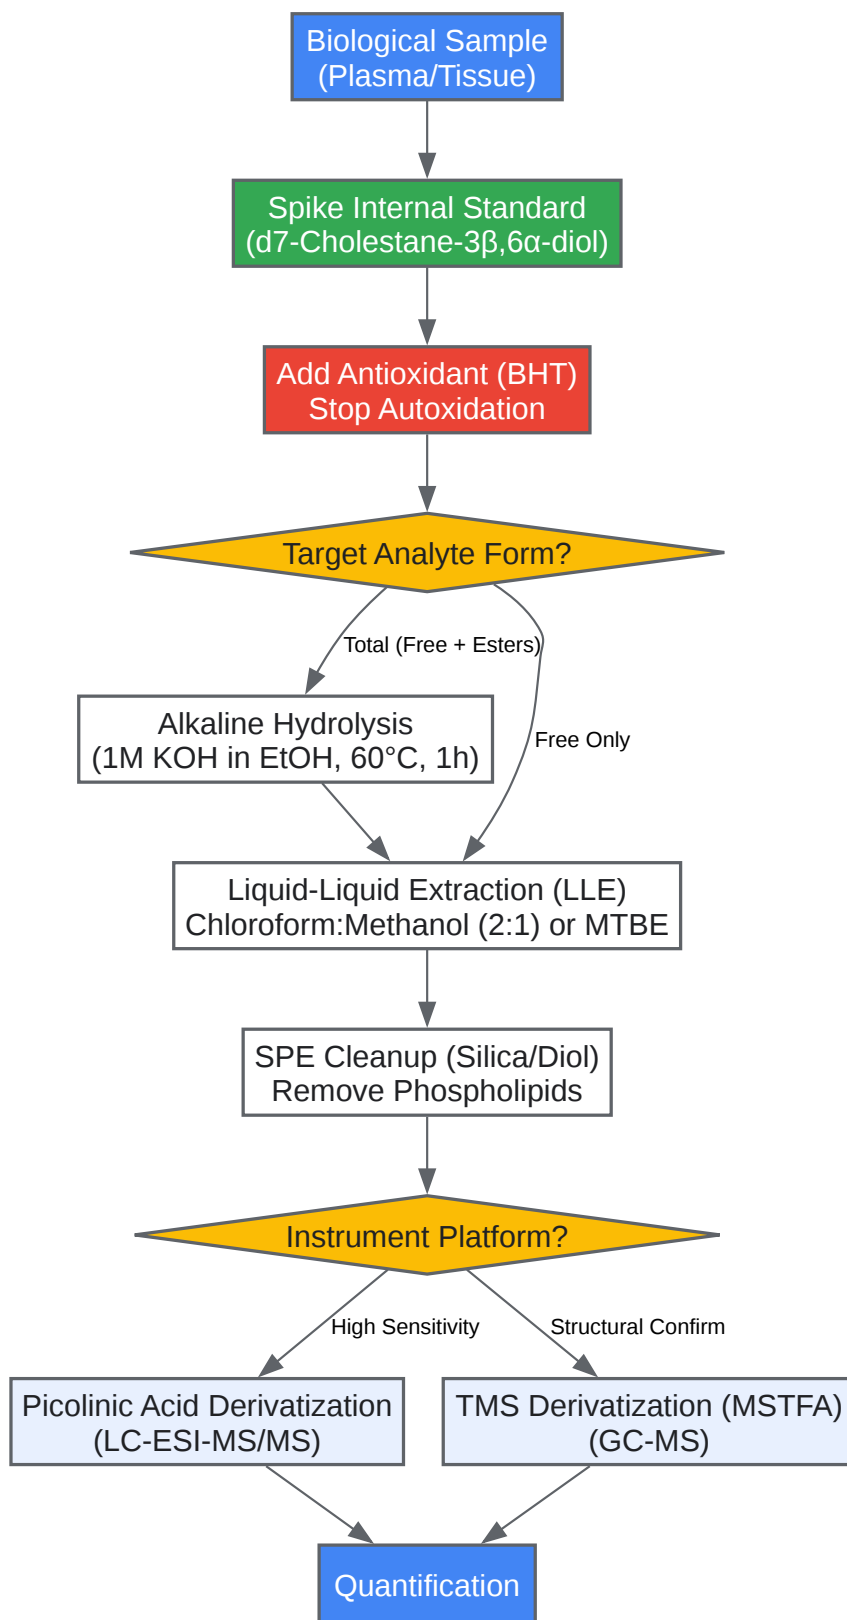 Biological Sample
(Plasma/Tissue)
Spike Internal Standard
(d7-Cholestane-3β,6α-diol)
Add Antioxidant (BHT)
Stop Autoxidation
Target Analyte Form?
Total (Free + Esters)
Alkaline Hydrolysis
(1M KOH in EtOH, 60°C, 1h)
Free Only
Liquid-Liquid Extraction (LLE)
Chloroform:Methanol (2:1) or MTBE
SPE Cleanup (Silica/Diol)
Remove Phospholipids
Instrument Platform?
High Sensitivity
Structural Confirm
Picolinic Acid Derivatization
(LC-ESI-MS/MS)
TMS Derivatization (MSTFA)
(GC-MS)
Quantification